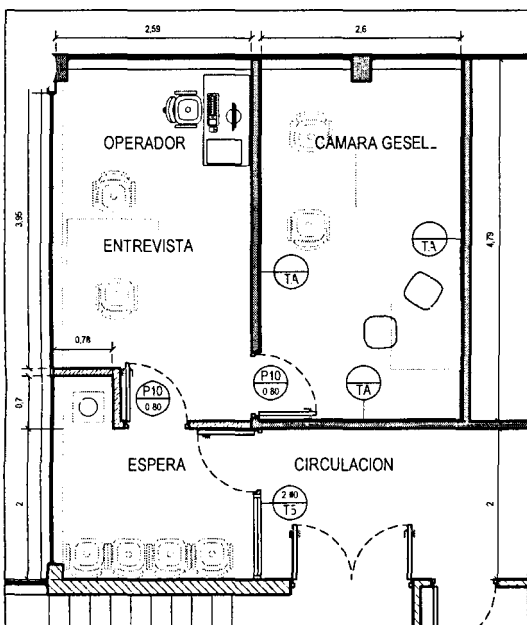 2,59
2,6
OPERADOR
CAMARA GESELL
3,95
4,79
ENTREVISTA
TA
TA
0,78
P10
0.80
P10
0.80
TA
0,7
ESPERA
CIRCULACION
T5
2
2